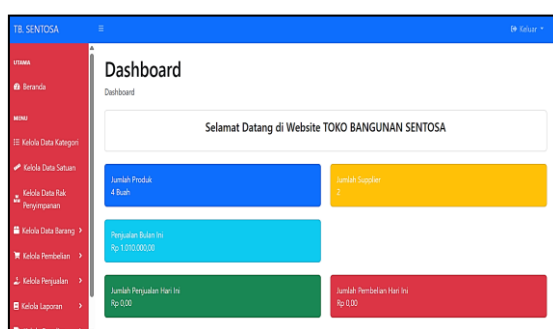 TB. SENTOSA
Keluar
UTAMA
Beranda
MENU
Kelola Data Kategori
Kelola Data Satuan
Kelola Data Rak
Penyimpanan
Kelola Data Barang
Kelola Pembelian
Kelola Penjualan
Kelola Laporan
Dashboard
Dashboard
Selamat Datang di Website TOKO BANGUNAN SENTOSA
Jumlah Produk
4 Buah
Jumlah Supplier
2
Penjualan Bulan Ini
Rp 1.010.000,00
Jumlah Penjualan Hari Ini
Rp 0,00
Jumlah Pembelian Hari Ini
Rp 0,00